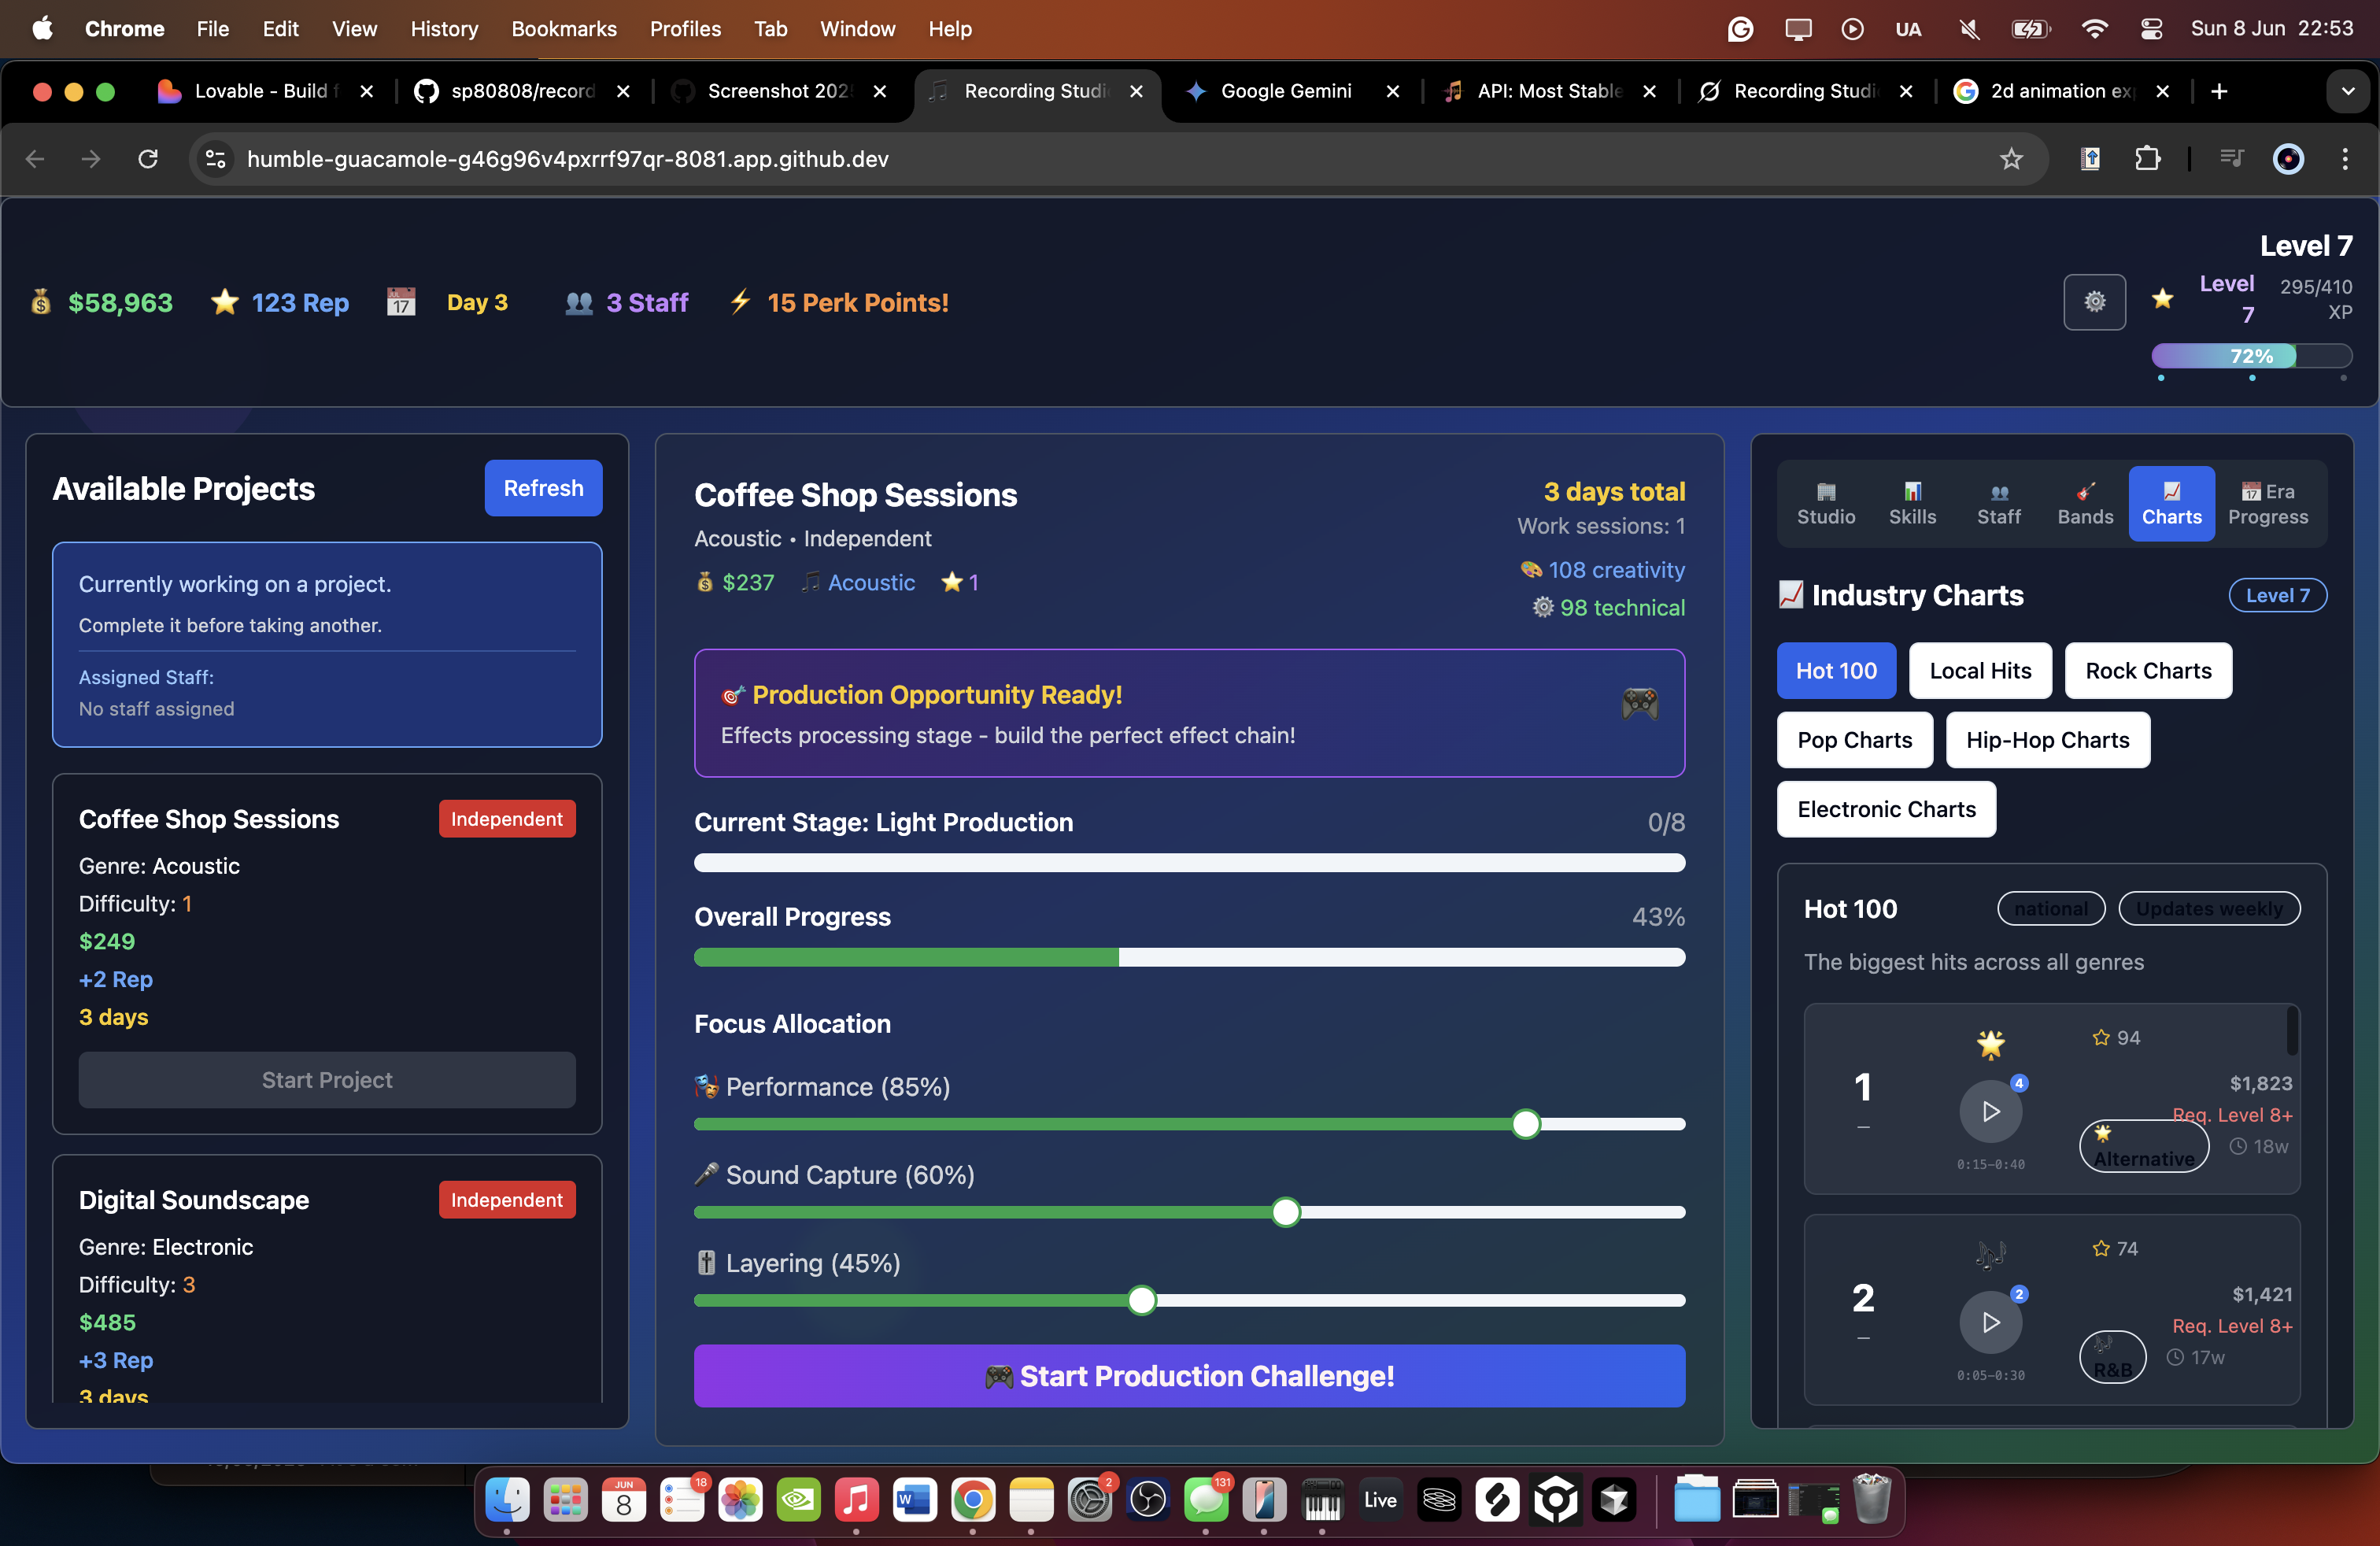 Chrome File Edit View History Bookmarks Profiles Tab Window Help UA Sun 8 Jun 22:53
Lovable - Build f sp80808/record Screenshot 202 Recording Studi Google Gemini API: Most Stable Recording Studi 2d animation ex
humble-guacamole-g46g96v4pxrrf97qr-8081.app.github.dev
Level 7
$58,963 123 Rep JUL 17 Day 3 3 Staff 15 Perk Points!
Level 7 295/410 XP
72%
Available Projects Refresh
Currently working on a project.
Complete it before taking another.
Assigned Staff:
No staff assigned
Coffee Shop Sessions Independent
Genre: Acoustic
Difficulty: 1
$249
+2 Rep
3 days
Start Project
Digital Soundscape Independent
Genre: Electronic
Difficulty: 3
$485
+3 Rep
3 days
Coffee Shop Sessions 3 days total
Acoustic • Independent Work sessions: 1
$237 Acoustic 1 108 creativity
98 technical
Production Opportunity Ready!
Effects processing stage - build the perfect effect chain!
Current Stage: Light Production 0/8
Overall Progress 43%
Focus Allocation
Performance (85%)
Sound Capture (60%)
Layering (45%)
Start Production Challenge!
Studio Skills Staff Bands Charts Era Progress
Industry Charts Level 7
Hot 100 Local Hits Rock Charts
Pop Charts Hip-Hop Charts
Electronic Charts
Hot 100 national Updates weekly
The biggest hits across all genres
94
1 4 $1,823
– Req. Level 8+
0:15–0:40 Alternative 18w
74
2 2 $1,421
– Req. Level 8+
0:05–0:30 R&B 17w
JUN 8 18 W 2 131 Live